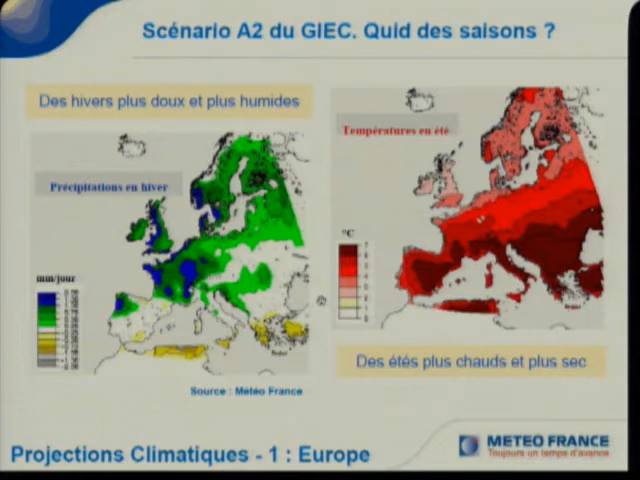 Scénario A2 du GIEC. Quid des saisons ?
Des hivers plus doux et plus humides
Précipitations en hiver
mm/jour
Températures en été
°C
Des étés plus chauds et plus sec
Source : Météo France
Projections Climatiques - 1 : Europe
METEO FRANCE
Toujours un temps d'avance